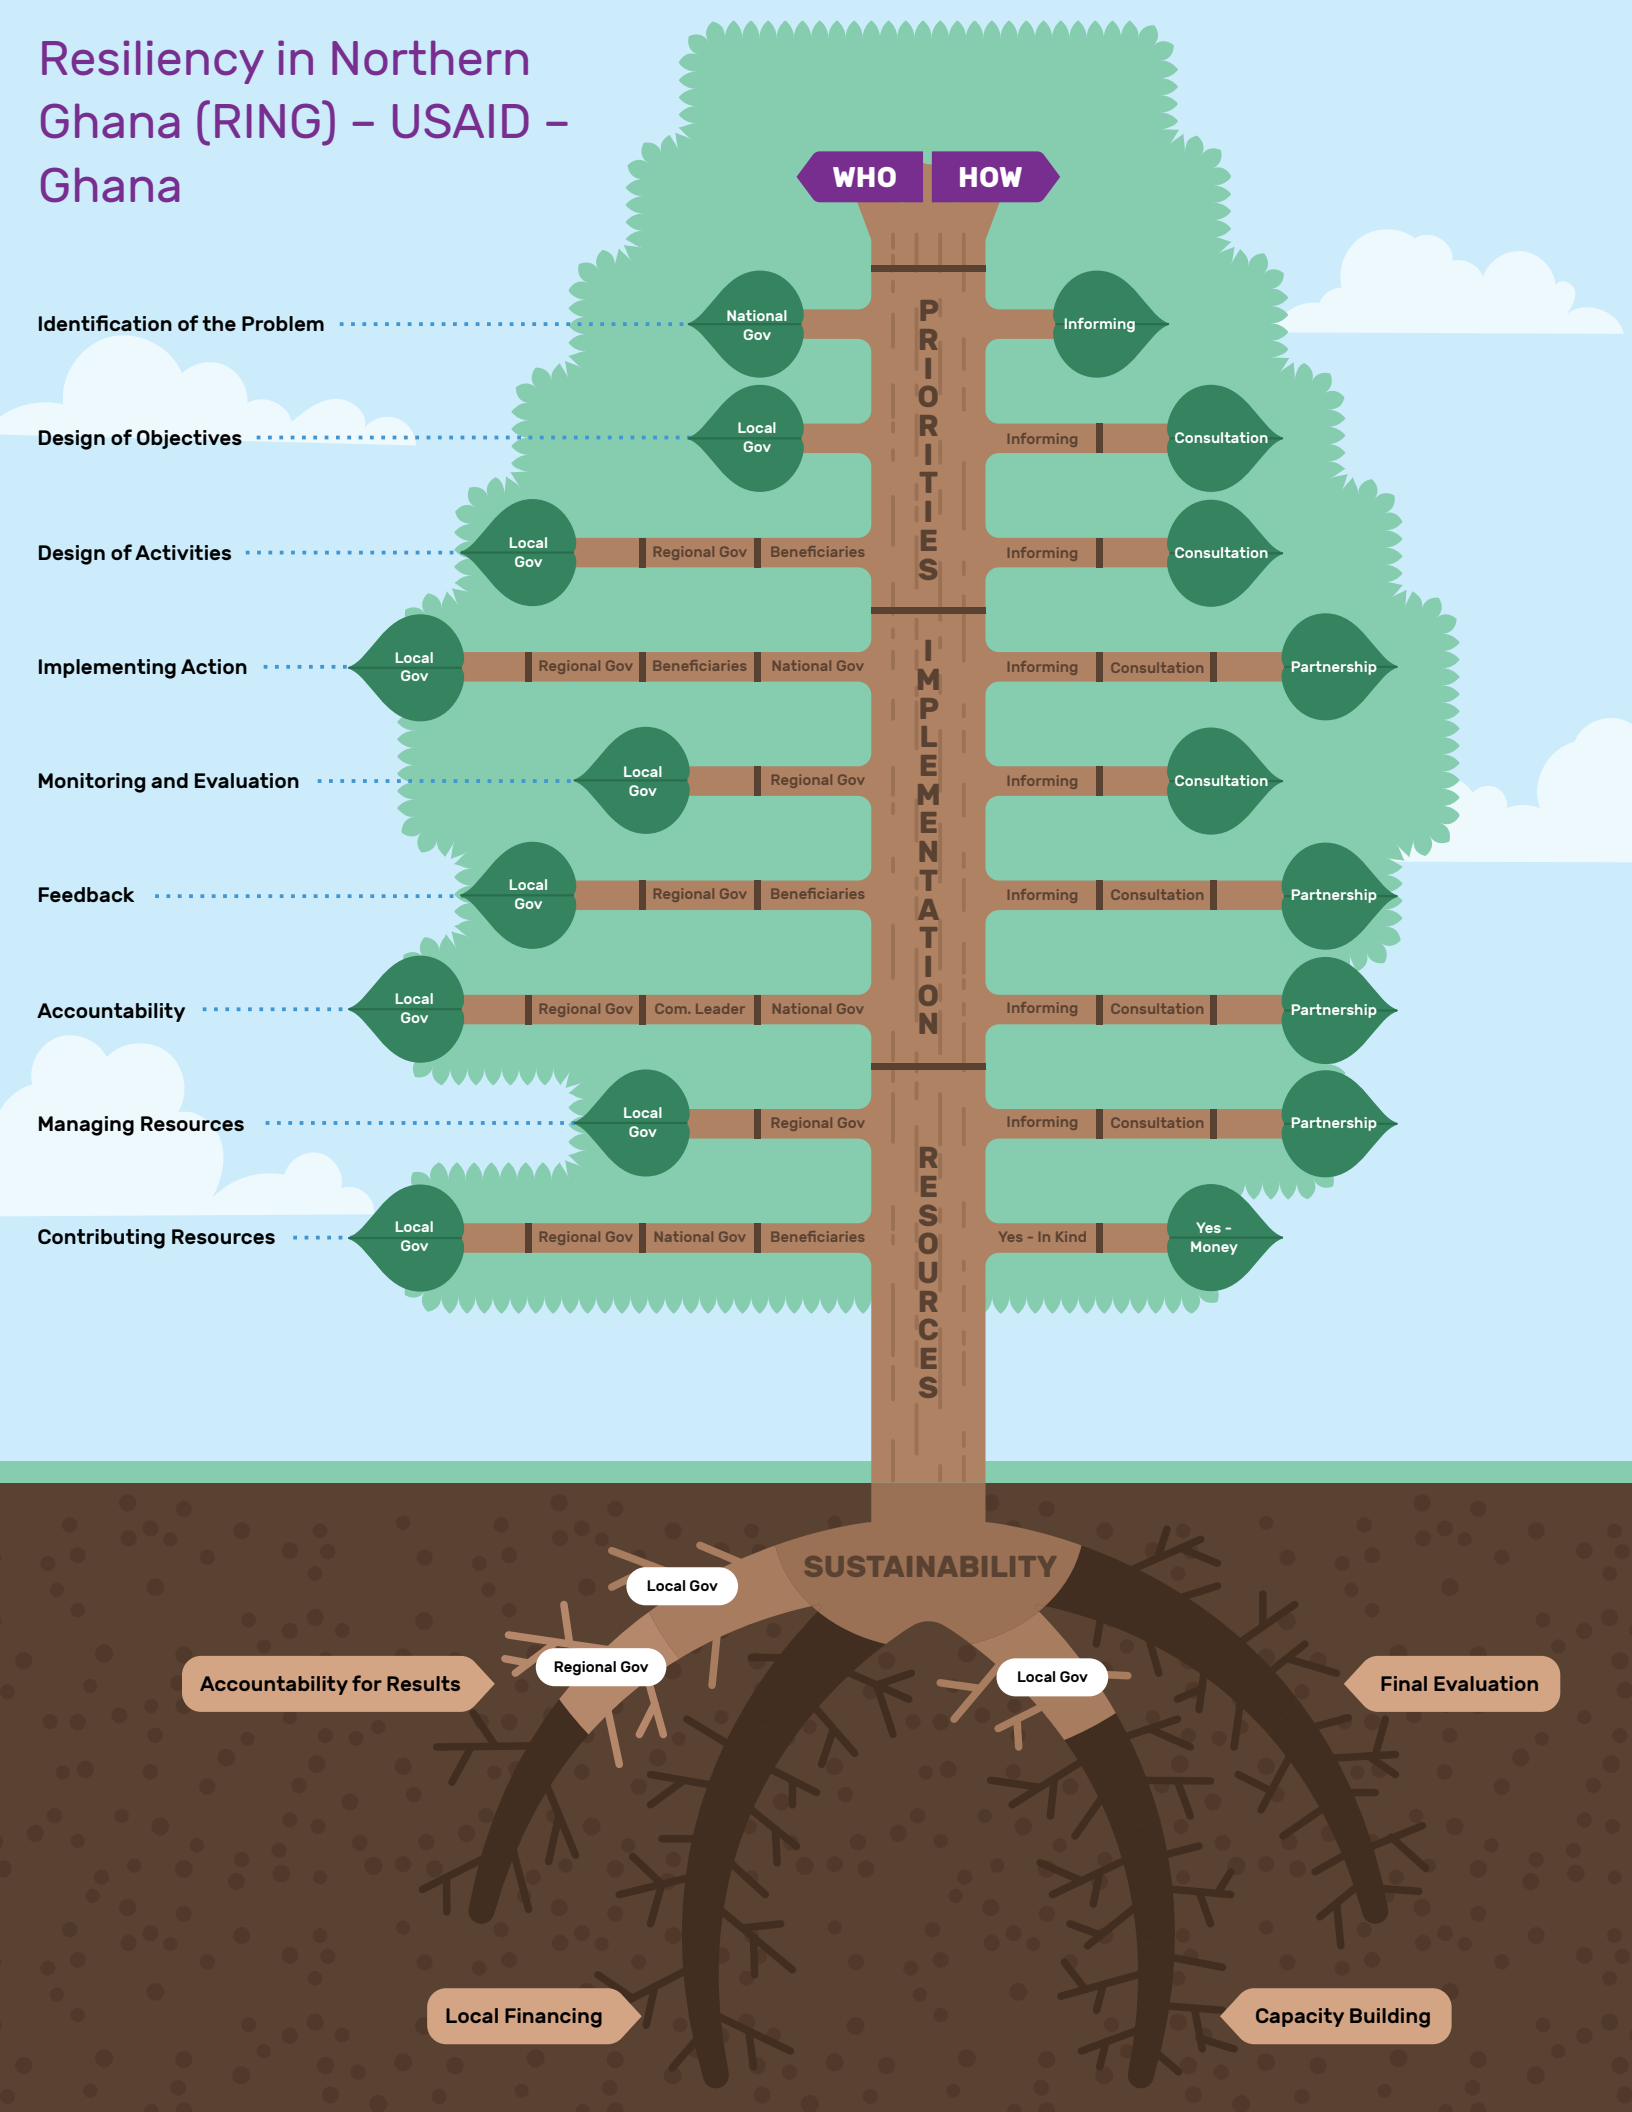 Resiliency in Northern
Ghana (RING) – USAID –
Ghana
WHO HOW
PRIORITIES
Identification of the Problem
National
Gov
Informing
Design of Objectives
Local
Gov
Informing
Consultation
Design of Activities
Local
Gov
Regional Gov
Beneficiaries
Informing
Consultation
IMPLEMENTATION
Implementing Action
Local
Gov
Regional Gov
Beneficiaries
National Gov
Informing
Consultation
Partnership
Monitoring and Evaluation
Local
Gov
Regional Gov
Informing
Consultation
Feedback
Local
Gov
Regional Gov
Beneficiaries
Informing
Consultation
Partnership
Accountability
Local
Gov
Regional Gov
Com. Leader
National Gov
Informing
Consultation
Partnership
RESOURCES
Managing Resources
Local
Gov
Regional Gov
Informing
Consultation
Partnership
Contributing Resources
Local
Gov
Regional Gov
National Gov
Beneficiaries
Yes - In Kind
Yes -
Money
SUSTAINABILITY
Local Gov
Regional Gov
Accountability for Results
Local Gov
Final Evaluation
Local Financing
Capacity Building